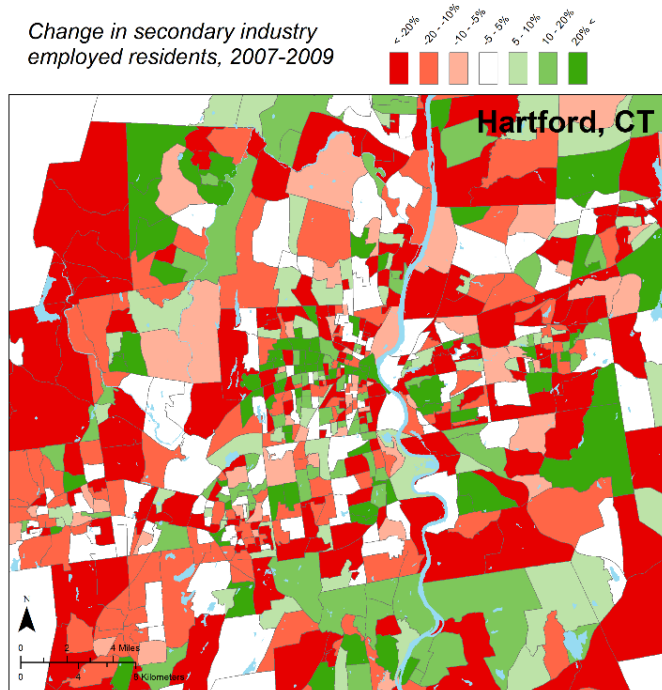 Change in secondary industry
employed residents, 2007-2009
< -20%
-20 - -10%
-10 - -5%
-5 - 5%
5 - 10%
10 - 20%
20% <
Hartford, CT
N
0 2 4 Miles
0 4 8 Kilometers